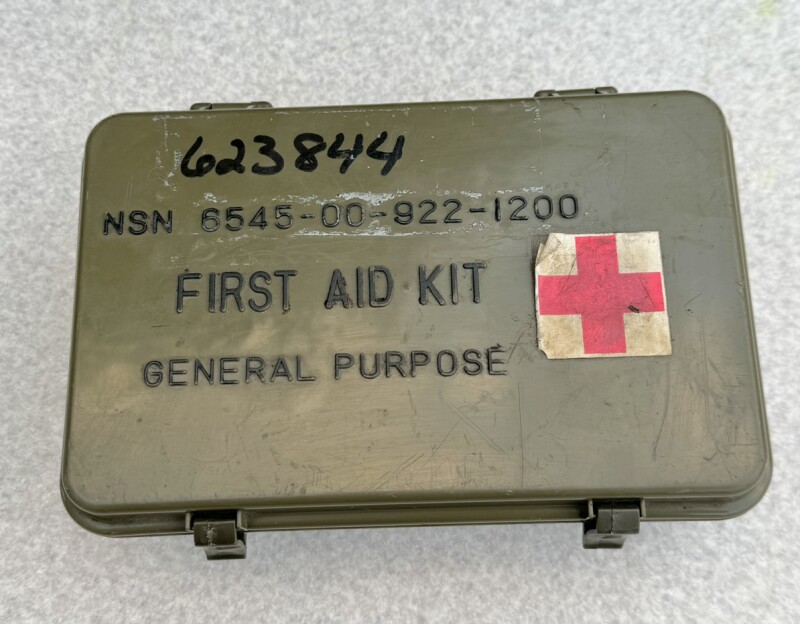 623844
NSN 6545-00-922-1200
FIRST AID KIT
GENERAL PURPOSE